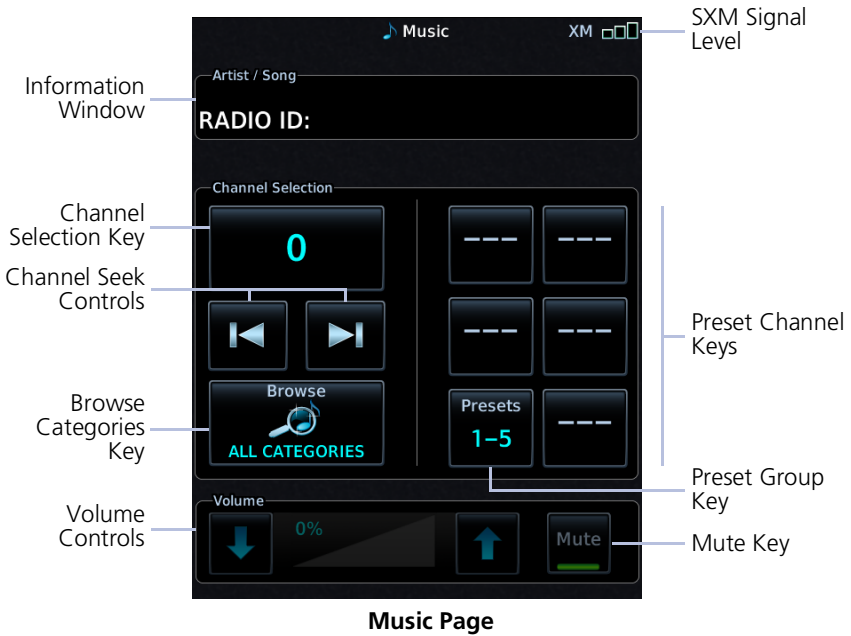 Music
XM
SXM Signal
Level
Artist / Song
Information
Window
RADIO ID:
Channel Selection
Channel
Selection Key
0
--- ---
Channel Seek
Controls
--- ---
Preset Channel
Keys
Browse
Categories
Key
Browse
ALL CATEGORIES
Presets
1–5
---
Preset Group
Key
Volume
Volume
Controls
0%
Mute
Mute Key
Music Page